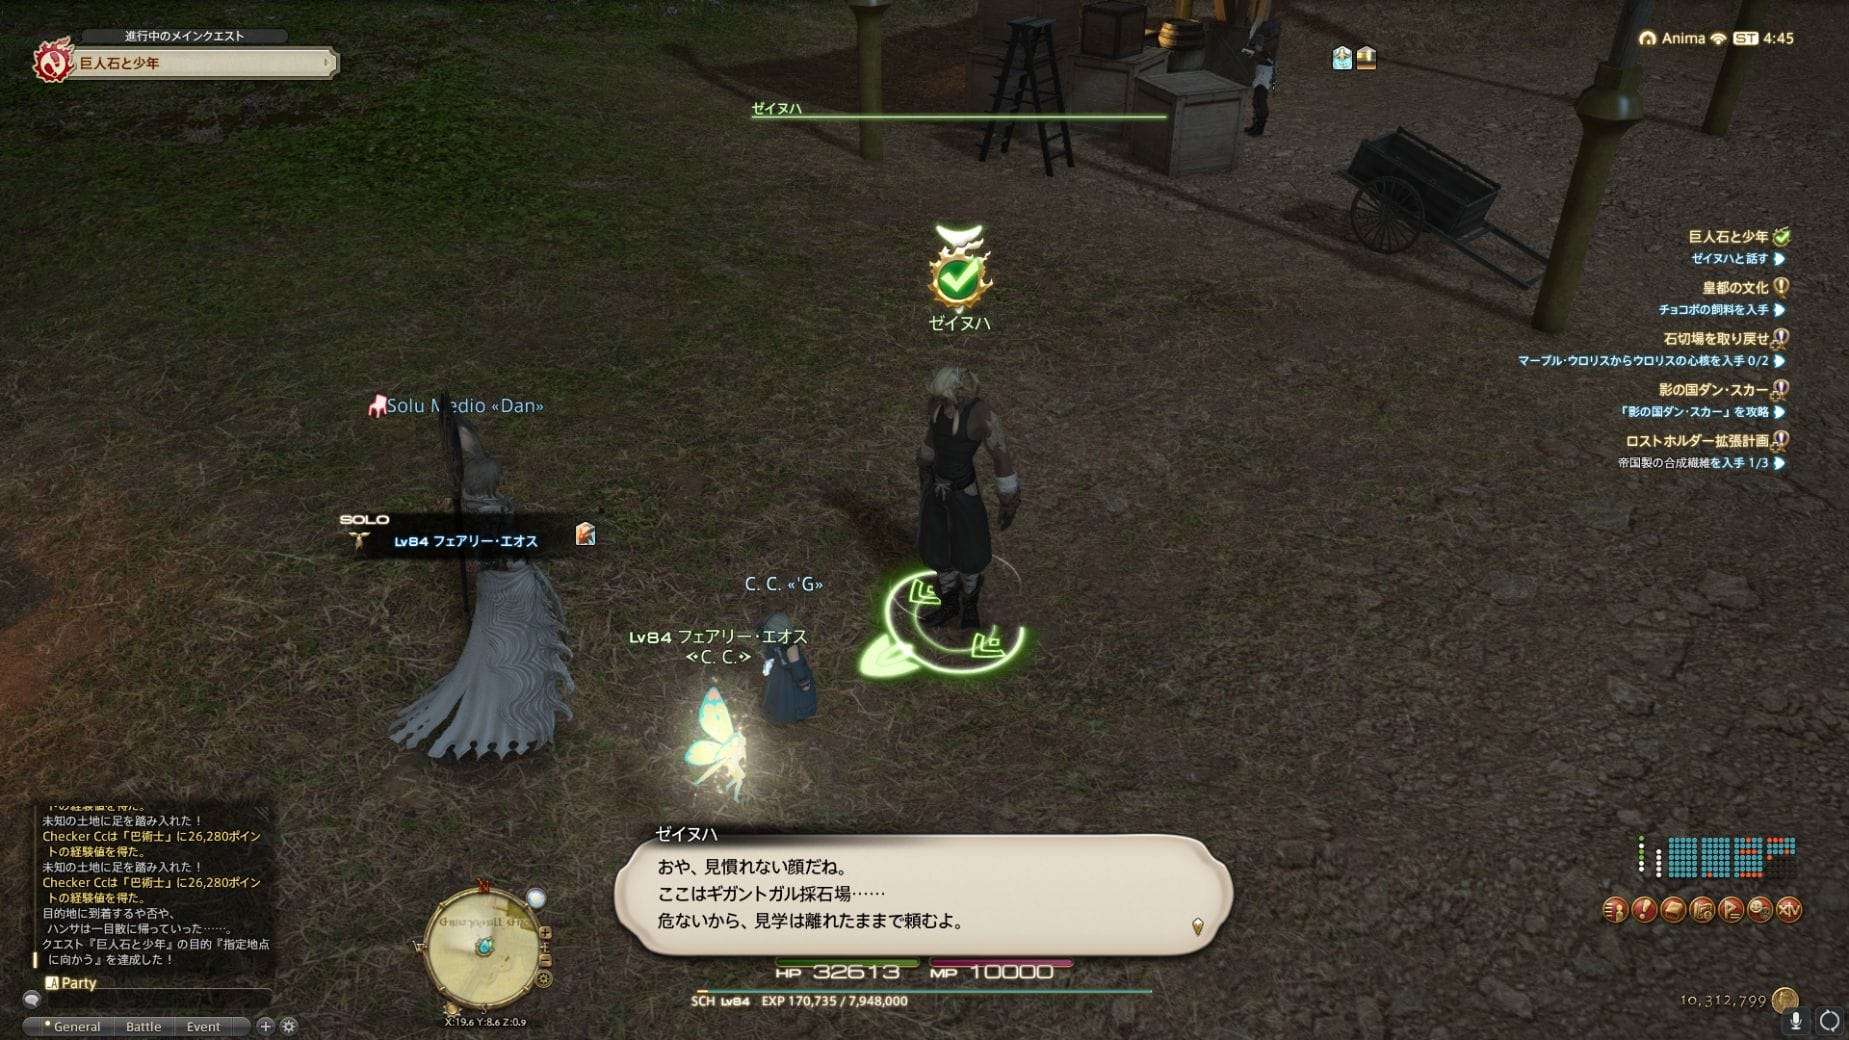 進行中のメインクエスト
巨人石と少年
Anima ST 4:45
ゼイヌハ
ゼイヌハ
巨人石と少年
ゼイヌハと話す
皇都の文化
チョコボの飼料を入手
石切場を取り戻せ
マーブル・ウロリスからウロリスの心核を入手 0/2
影の国ダン・スカー
「影の国ダン・スカー」を攻略
ロストホルダー拡張計画
帝国製の合成繊維を入手 1/3
Solu Medio «Dan»
SOLO
Lv84 フェアリー・エオス
C. C. «'G»
Lv84 フェアリー・エオス
<C. C.>
トの経験値を得た。
未知の土地に足を踏み入れた！
Checker Ccは「巴術士」に26,280ポイン
トの経験値を得た。
未知の土地に足を踏み入れた！
Checker Ccは「巴術士」に26,280ポイン
トの経験値を得た。
目的地に到着するや否や、
ハンサは一目散に帰っていった……。
クエスト『巨人石と少年』の目的『指定地点
に向かう』を達成した！
A Party
General Battle Event
N
X:19.6 Y:8.6 Z:0.9
ゼイヌハ
おや、見慣れない顔だね。
ここはギガントガル採石場……
危ないから、見学は離れたままで頼むよ。
HP 32613 MP 10000
SCH Lv84 EXP 170,735 / 7,948,000
XIV
10,312,799